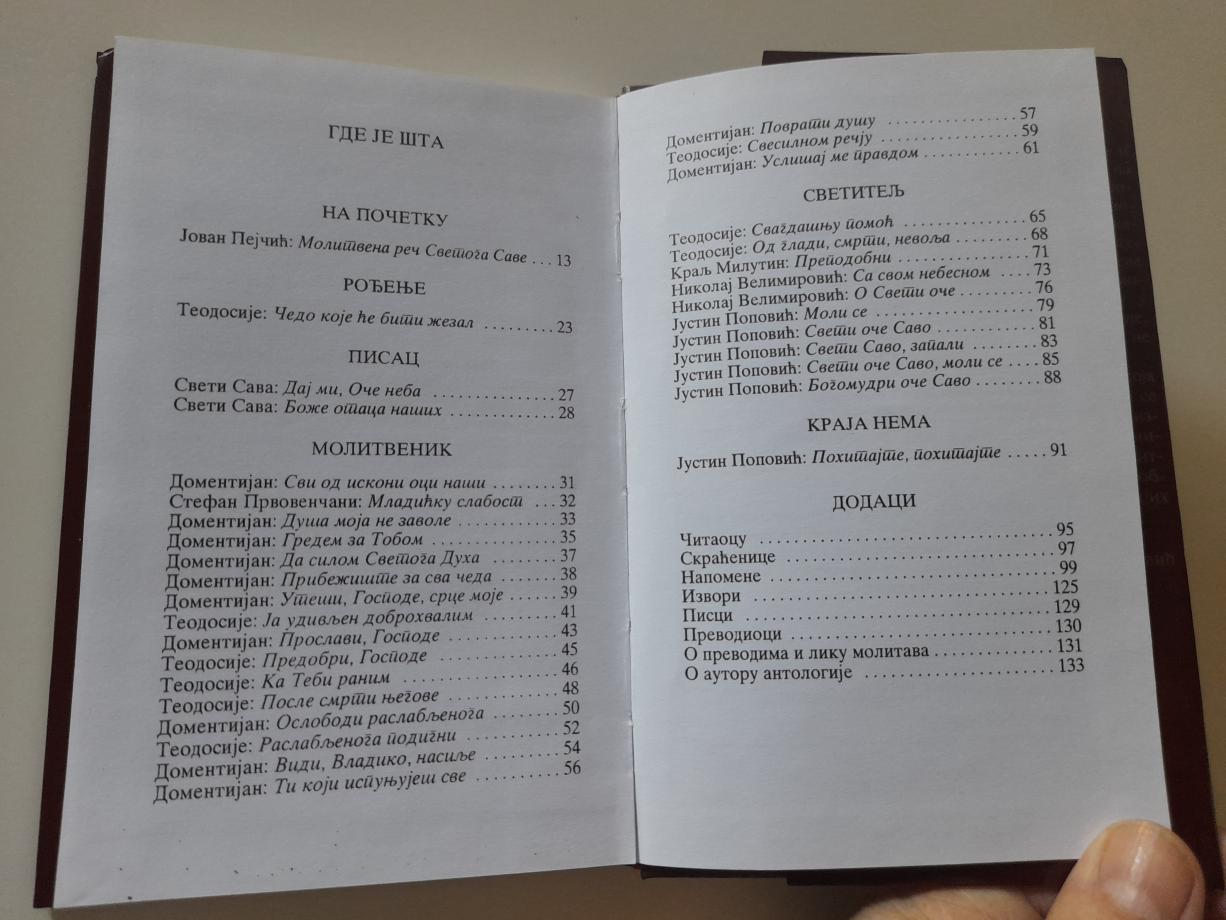 ГДЕ ЈЕ ШТА
НА ПОЧЕТКУ
Јован Пејчић: Молитвена реч Светога Саве . . . 13
РОЂЕЊЕ
Теодосије: Чедо које ће бити жезал . . . . . . . . . 23
ПИСАЦ
Свети Сава: Дај ми, Оче неба . . . . . . . . . . . . . 27
Свети Сава: Боже отаца наших . . . . . . . . . . . 28
МОЛИТВЕНИК
Доментијан: Сви од искони оци наши . . . . . . . . 31
Стефан Првовенчани: Младићку слабост . . . 32
Доментијан: Душа моја не заволе . . . . . . . . . . 33
Доментијан: Гредем за Тобом . . . . . . . . . . . . . 35
Доментијан: Да силом Светога Духа . . . . . . . . 37
Доментијан: Прибежиште за сва чеда . . . . . . . 38
Доментијан: Утеши, Господе, срце моје . . . . . . 39
Теодосије: Ја удивљен доброхвалим . . . . . . . . . 41
Доментијан: Прослави, Господе . . . . . . . . . . . 43
Теодосије: Предобри, Господе . . . . . . . . . . . . . 45
Теодосије: Ка Теби раним . . . . . . . . . . . . . . . . 46
Теодосије: После смрти његове . . . . . . . . . . . . 48
Доментијан: Ослободи раслабљенога . . . . . . . . 50
Теодосије: Раслабљенога подигни . . . . . . . . . . 52
Доментијан: Види, Владико, насиље . . . . . . . . . 54
Доментијан: Ти који испуњујеш све . . . . . . . . . 56
Доментијан: Поврати душу . . . . . . . . . . . . . . . . 57
Теодосије: Свесилном речју . . . . . . . . . . . . . . . . 59
Доментијан: Услишај ме правдом . . . . . . . . . . . 61
СВЕТИТЕЉ
Теодосије: Свагдашњу помоћ . . . . . . . . . . . . . . 65
Теодосије: Од глади, смрти, невоља . . . . . . . . . 68
Краљ Милутин: Преподобни . . . . . . . . . . . . . . . 71
Николај Велимировић: Са свом небесном . . . . 73
Николај Велимировић: О Свети оче . . . . . . . . . 76
Јустин Поповић: Моли се . . . . . . . . . . . . . . . . . 79
Јустин Поповић: Свети оче Саво . . . . . . . . . . . 81
Јустин Поповић: Свети Саво, запали . . . . . . . . 83
Јустин Поповић: Свети оче Саво, моли се . . . . 85
Јустин Поповић: Богомудри оче Саво . . . . . . . . 88
КРАЈА НЕМА
Јустин Поповић: Похитајте, похитајте . . . . . 91
ДОДАЦИ
Читаоцу . . . . . . . . . . . . . . . . . . . . . . . . . . . . . . . 95
Скраћенице . . . . . . . . . . . . . . . . . . . . . . . . . . . . 97
Напомене . . . . . . . . . . . . . . . . . . . . . . . . . . . . . . 99
Извори . . . . . . . . . . . . . . . . . . . . . . . . . . . . . . . 125
Писци . . . . . . . . . . . . . . . . . . . . . . . . . . . . . . . . 129
Преводиоци . . . . . . . . . . . . . . . . . . . . . . . . . . . 130
О преводима и лику молитава . . . . . . . . . . . . . 131
О аутору антологије . . . . . . . . . . . . . . . . . . . . 133